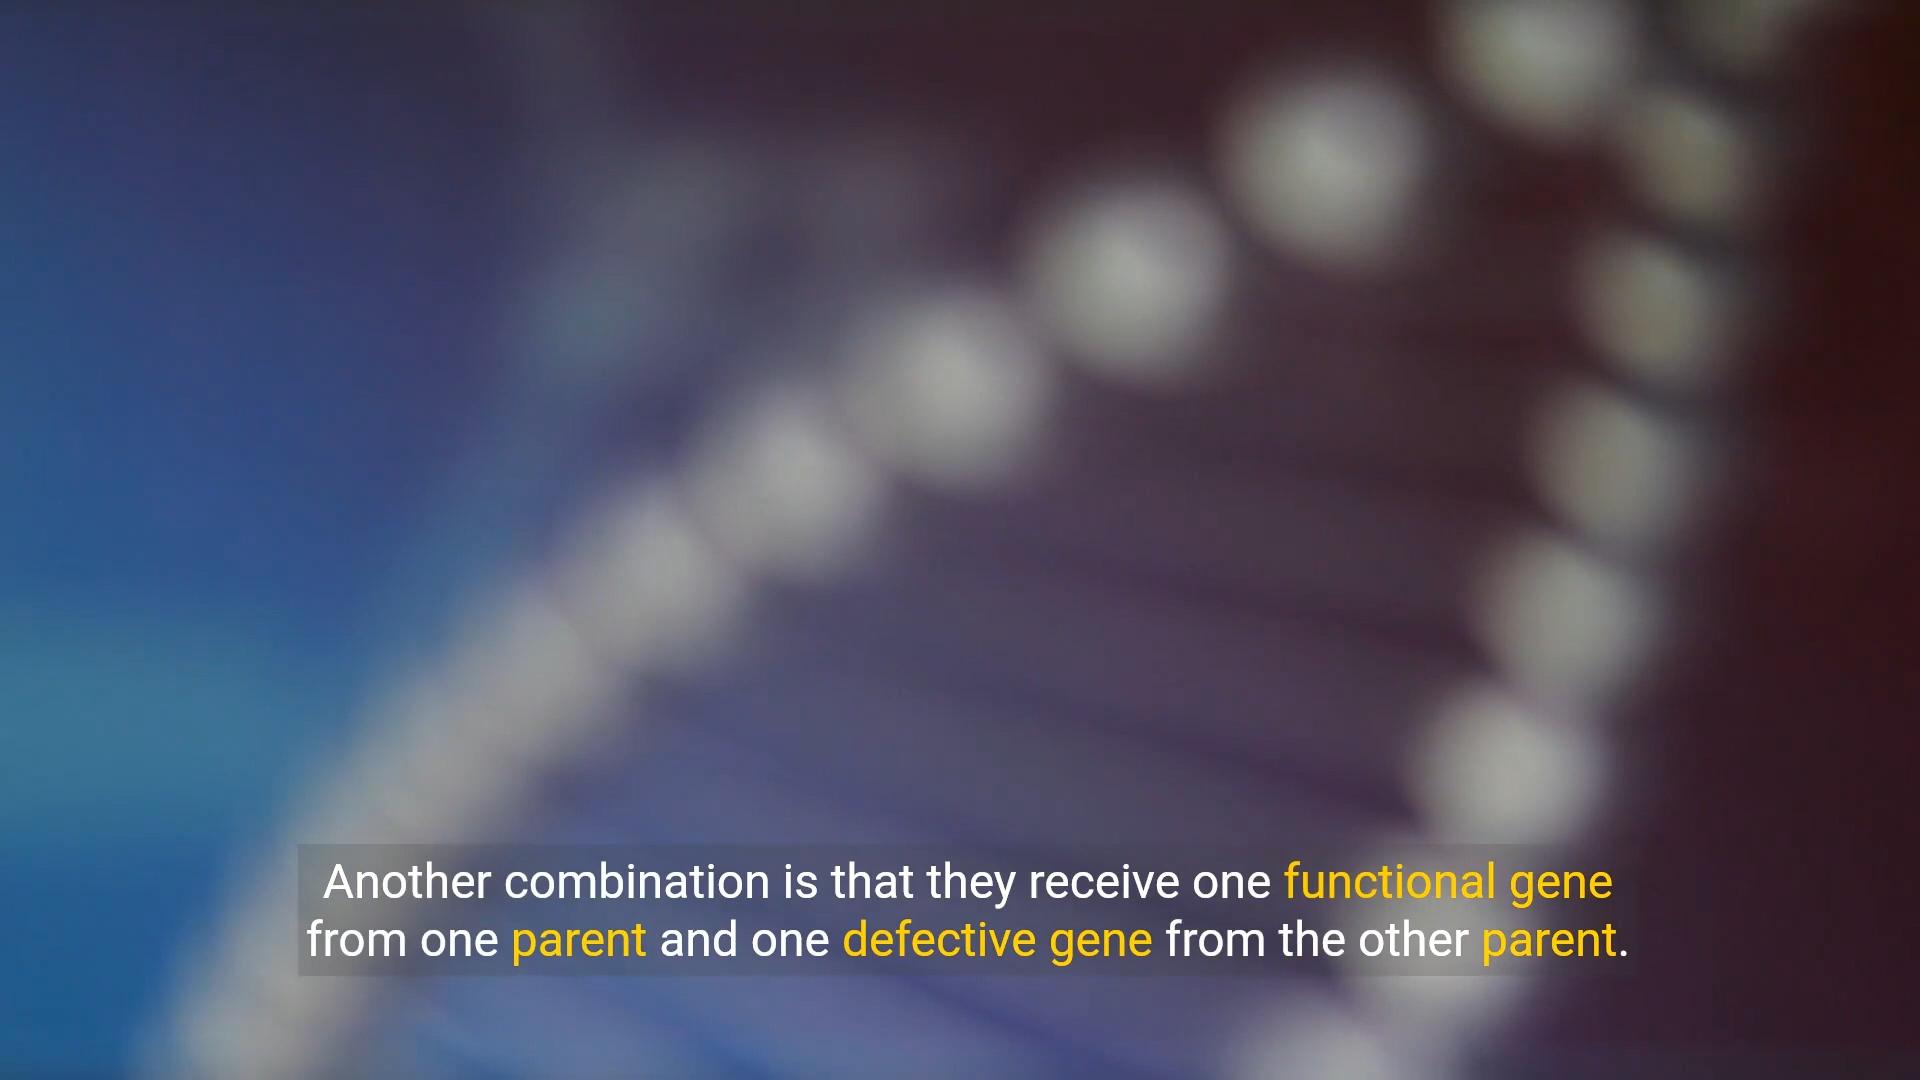 Another combination is that they receive one functional gene
from one parent and one defective gene from the other parent.